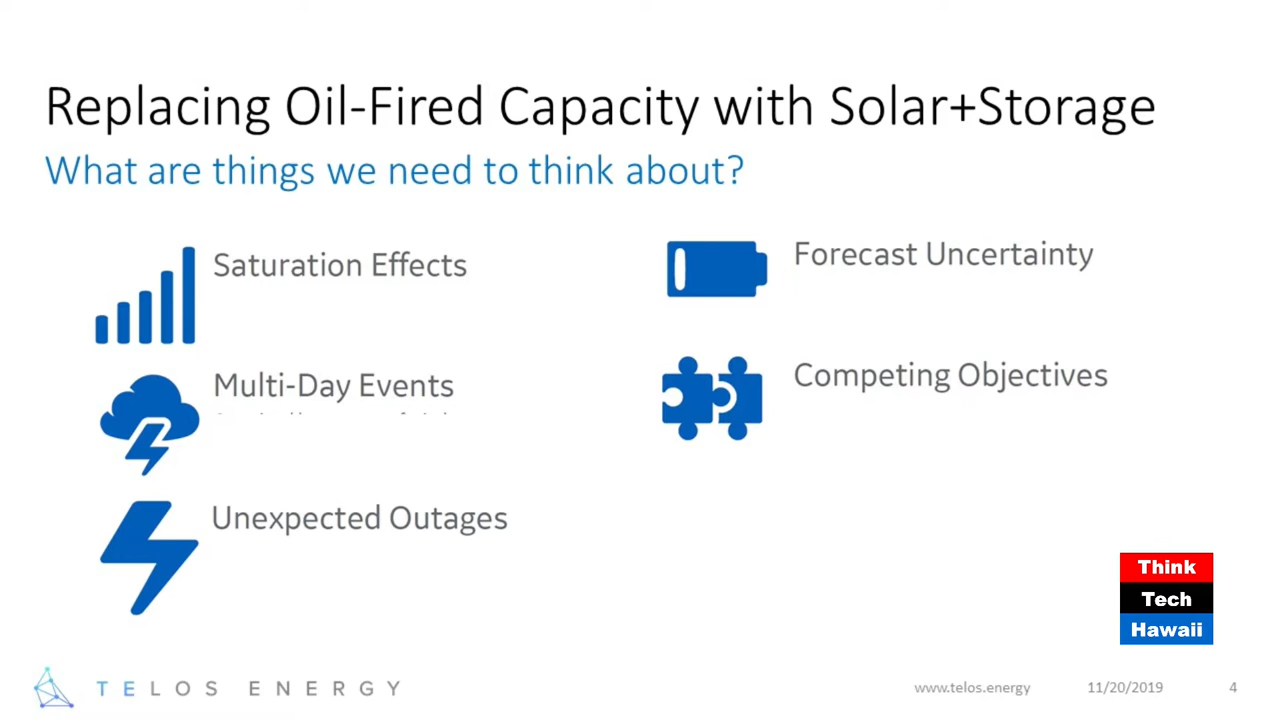 Replacing Oil-Fired Capacity with Solar+Storage
What are things we need to think about?
Saturation Effects
Multi-Day Events
Unexpected Outages
Forecast Uncertainty
Competing Objectives
Think
Tech
Hawaii
TELOS ENERGY
www.telos.energy
11/20/2019
4